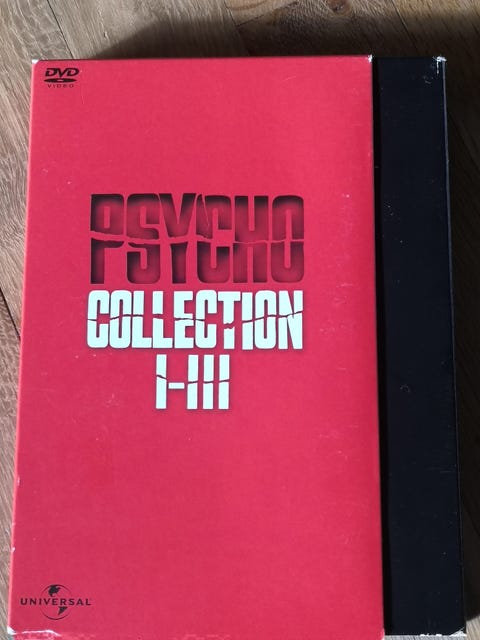 DVD
VIDEO
PSYCHO
COLLECTION
I-III
UNIVERSAL